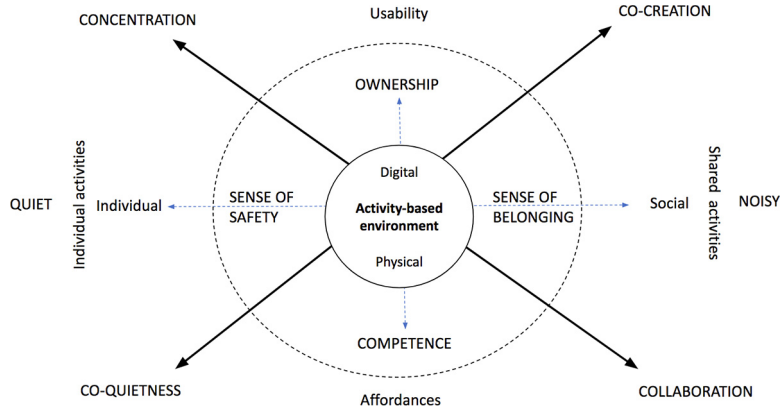 Usability
CONCENTRATION
CO-CREATION
OWNERSHIP
Digital
QUIET
Individual activities
Individual
SENSE OF
SAFETY
Activity-based
environment
SENSE OF
BELONGING
Social
Shared activities
NOISY
Physical
COMPETENCE
CO-QUIETNESS
Affordances
COLLABORATION